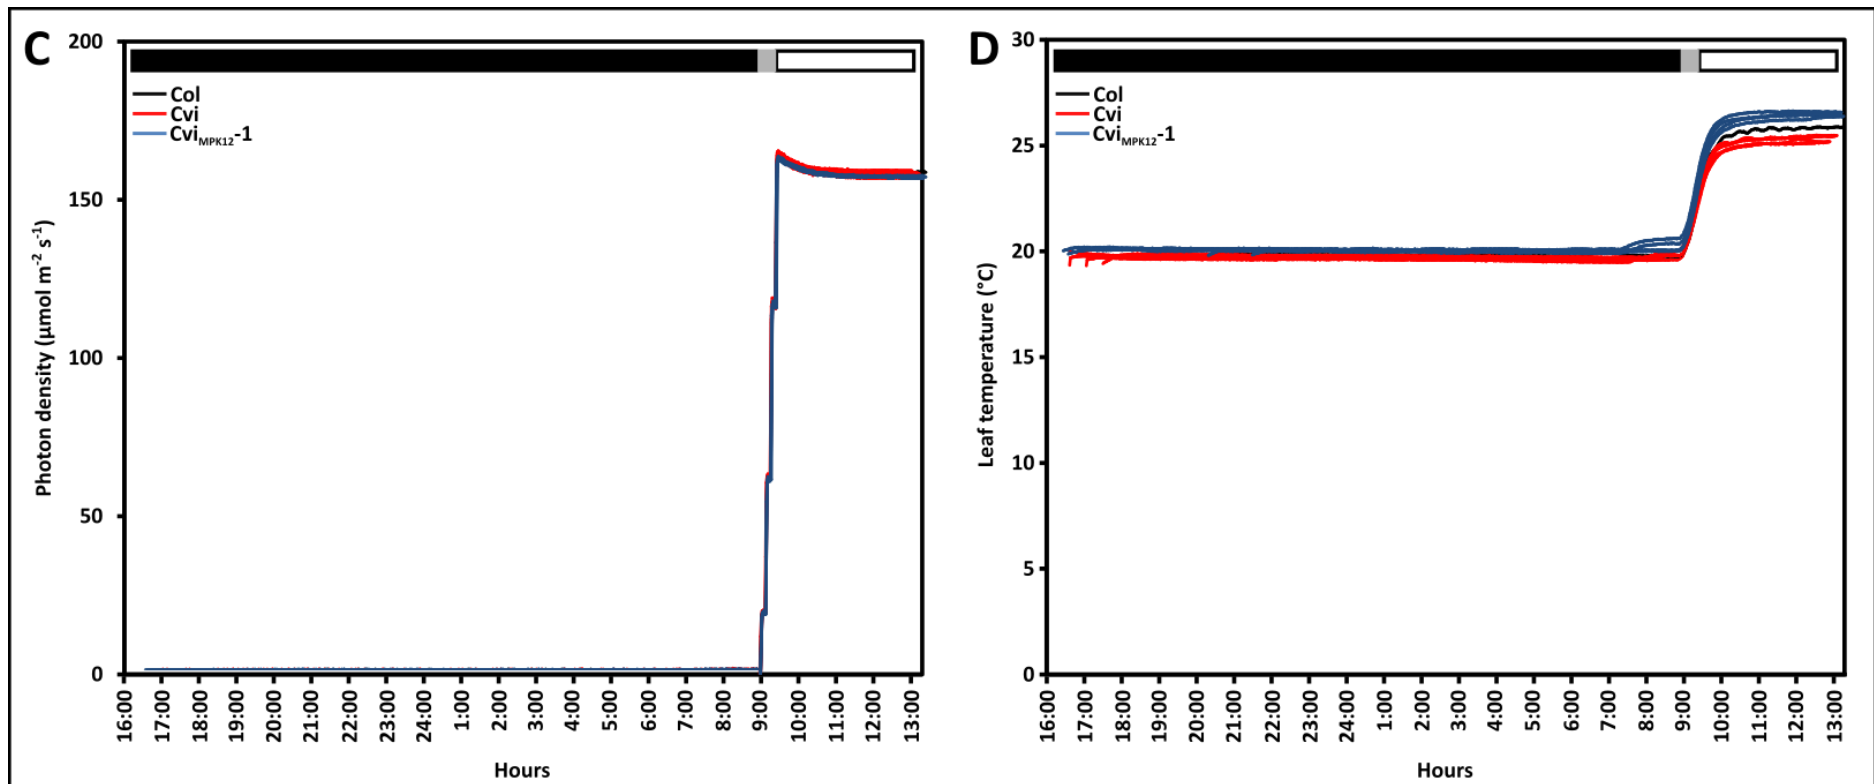 C
200
150
100
50
0
Photon density (µmol m⁻² s⁻¹)
Col
Cvi
CviMPK12-1
16:00 17:00 18:00 19:00 20:00 21:00 22:00 23:00 24:00 1:00 2:00 3:00 4:00 5:00 6:00 7:00 8:00 9:00 10:00 11:00 12:00 13:00
Hours
D
30
25
20
15
10
5
0
Leaf temperature (°C)
Col
Cvi
CviMPK12-1
16:00 17:00 18:00 19:00 20:00 21:00 22:00 23:00 24:00 1:00 2:00 3:00 4:00 5:00 6:00 7:00 8:00 9:00 10:00 11:00 12:00 13:00
Hours